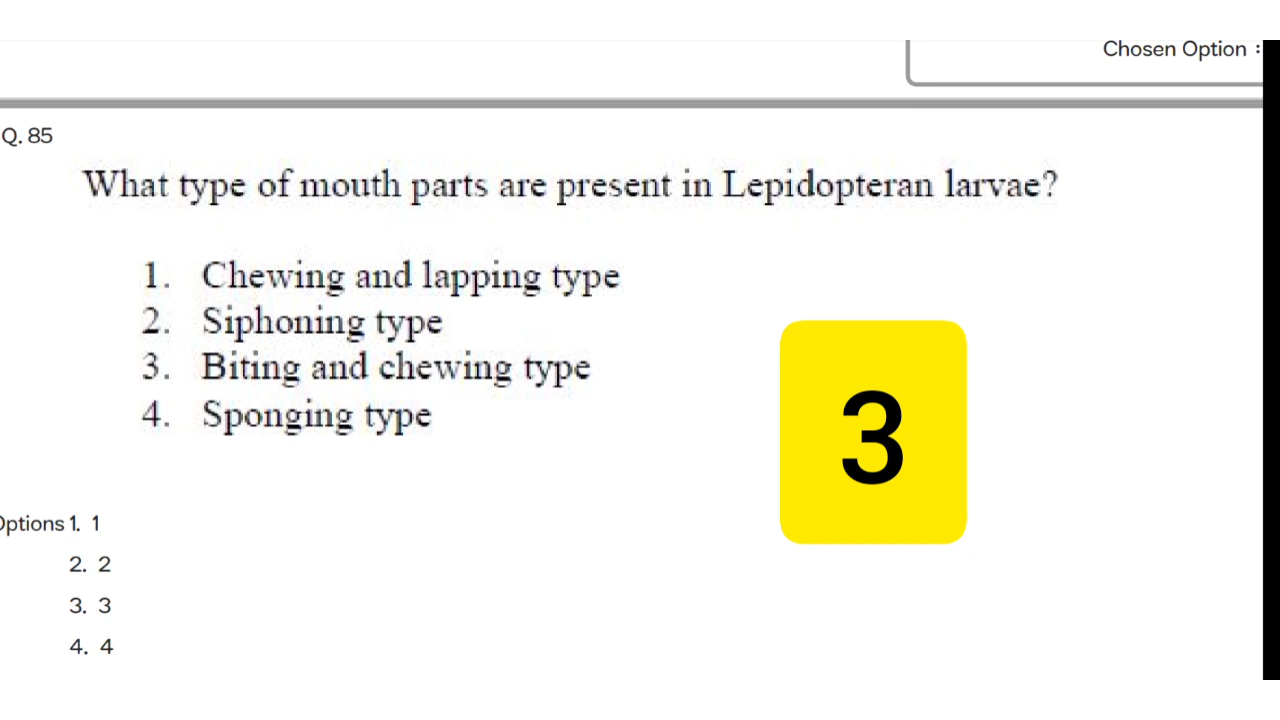 Chosen Option :
Q. 85
What type of mouth parts are present in Lepidopteran larvae?
1. Chewing and lapping type
2. Siphoning type
3. Biting and chewing type
4. Sponging type
3
Options 1. 1
2. 2
3. 3
4. 4